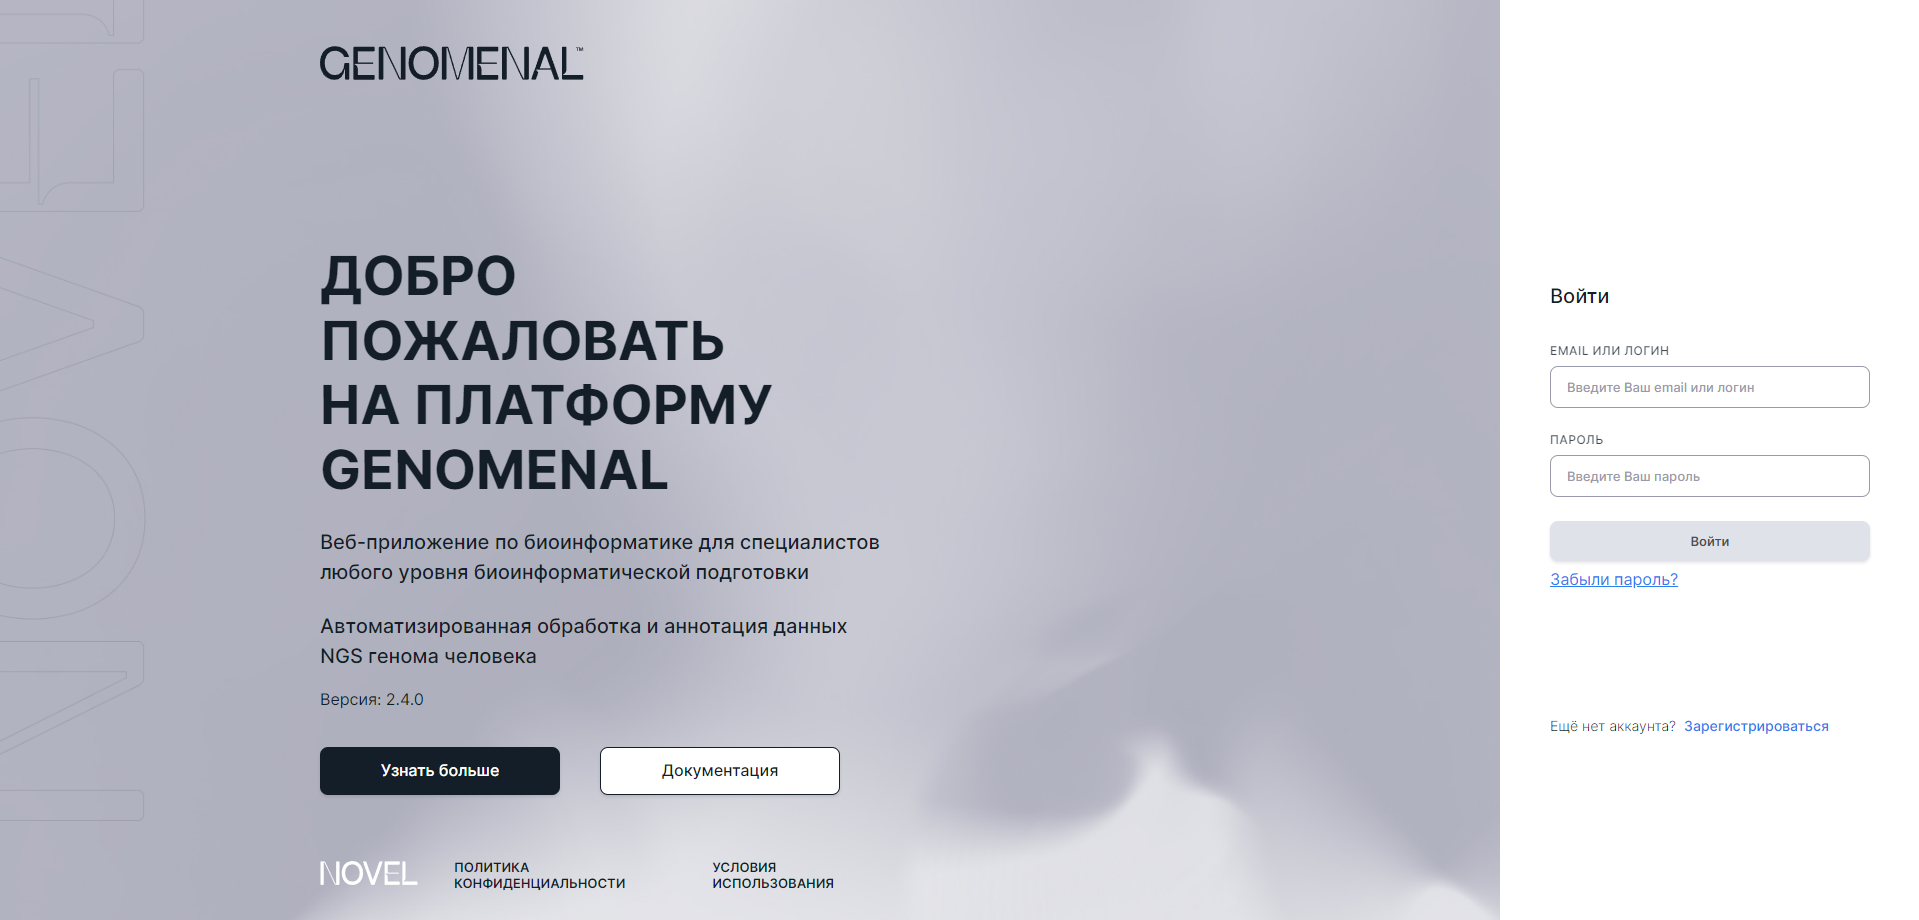 GENOMENAL™
ДОБРО
ПОЖАЛОВАТЬ
НА ПЛАТФОРМУ
GENOMENAL
Веб-приложение по биоинформатике для специалистов
любого уровня биоинформатической подготовки
Автоматизированная обработка и аннотация данных
NGS генома человека
Версия: 2.4.0
Узнать больше
Документация
NOVEL
ПОЛИТИКА
КОНФИДЕНЦИАЛЬНОСТИ
УСЛОВИЯ
ИСПОЛЬЗОВАНИЯ
NOVEL
Войти
EMAIL ИЛИ ЛОГИН
Введите Ваш email или логин
ПАРОЛЬ
Введите Ваш пароль
Войти
Забыли пароль?
Ещё нет аккаунта? Зарегистрироваться